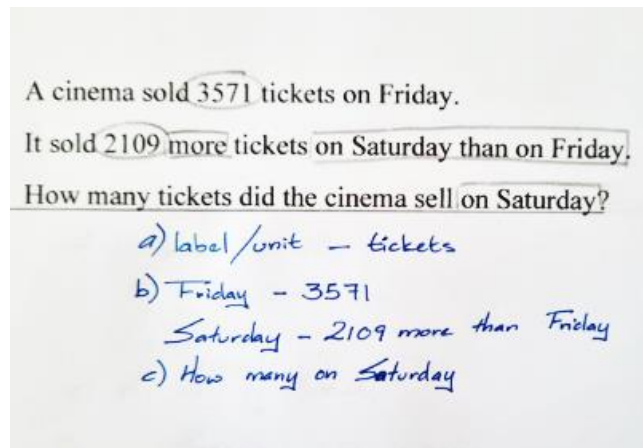 A cinema sold 3571 tickets on Friday.
It sold 2109 more tickets on Saturday than on Friday.
How many tickets did the cinema sell on Saturday?
a) label/unit – tickets
b) Friday - 3571
Saturday - 2109 more than Friday
c) How many on Saturday